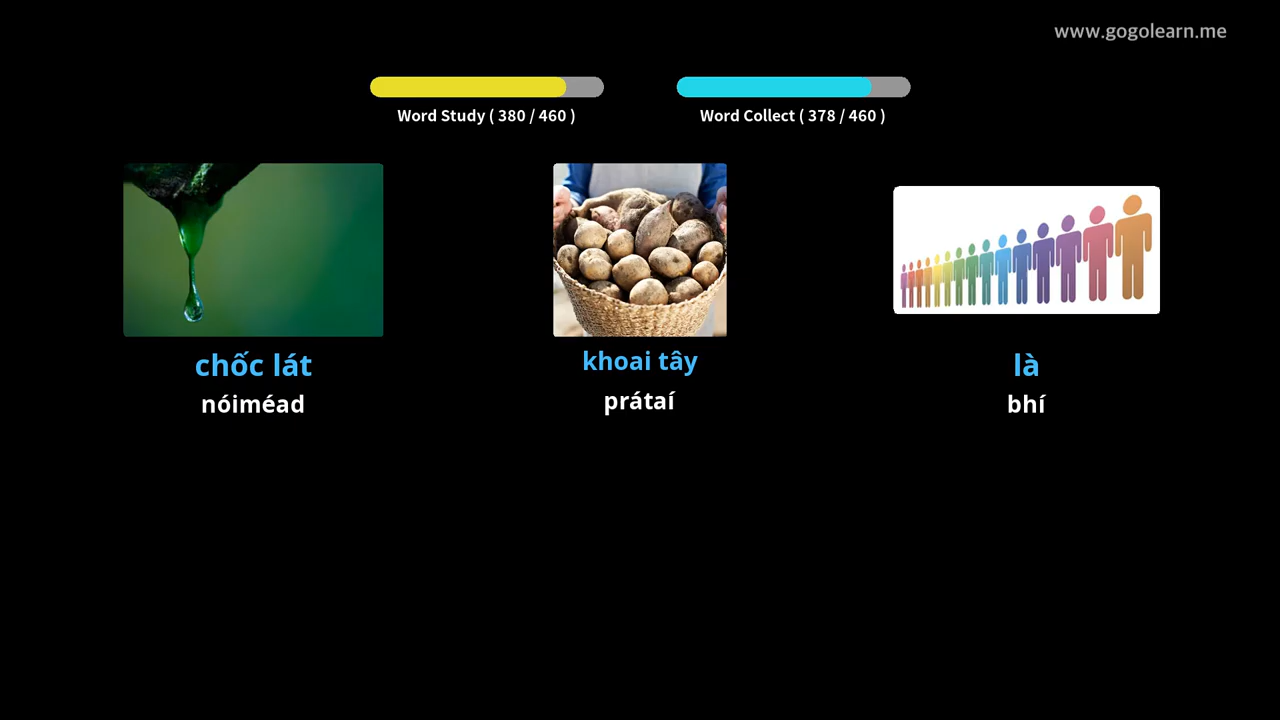 www.gogolearn.me
Word Study ( 380 / 460 )
Word Collect ( 378 / 460 )
chốc lát
nóiméad
khoai tây
prátaí
là
bhí